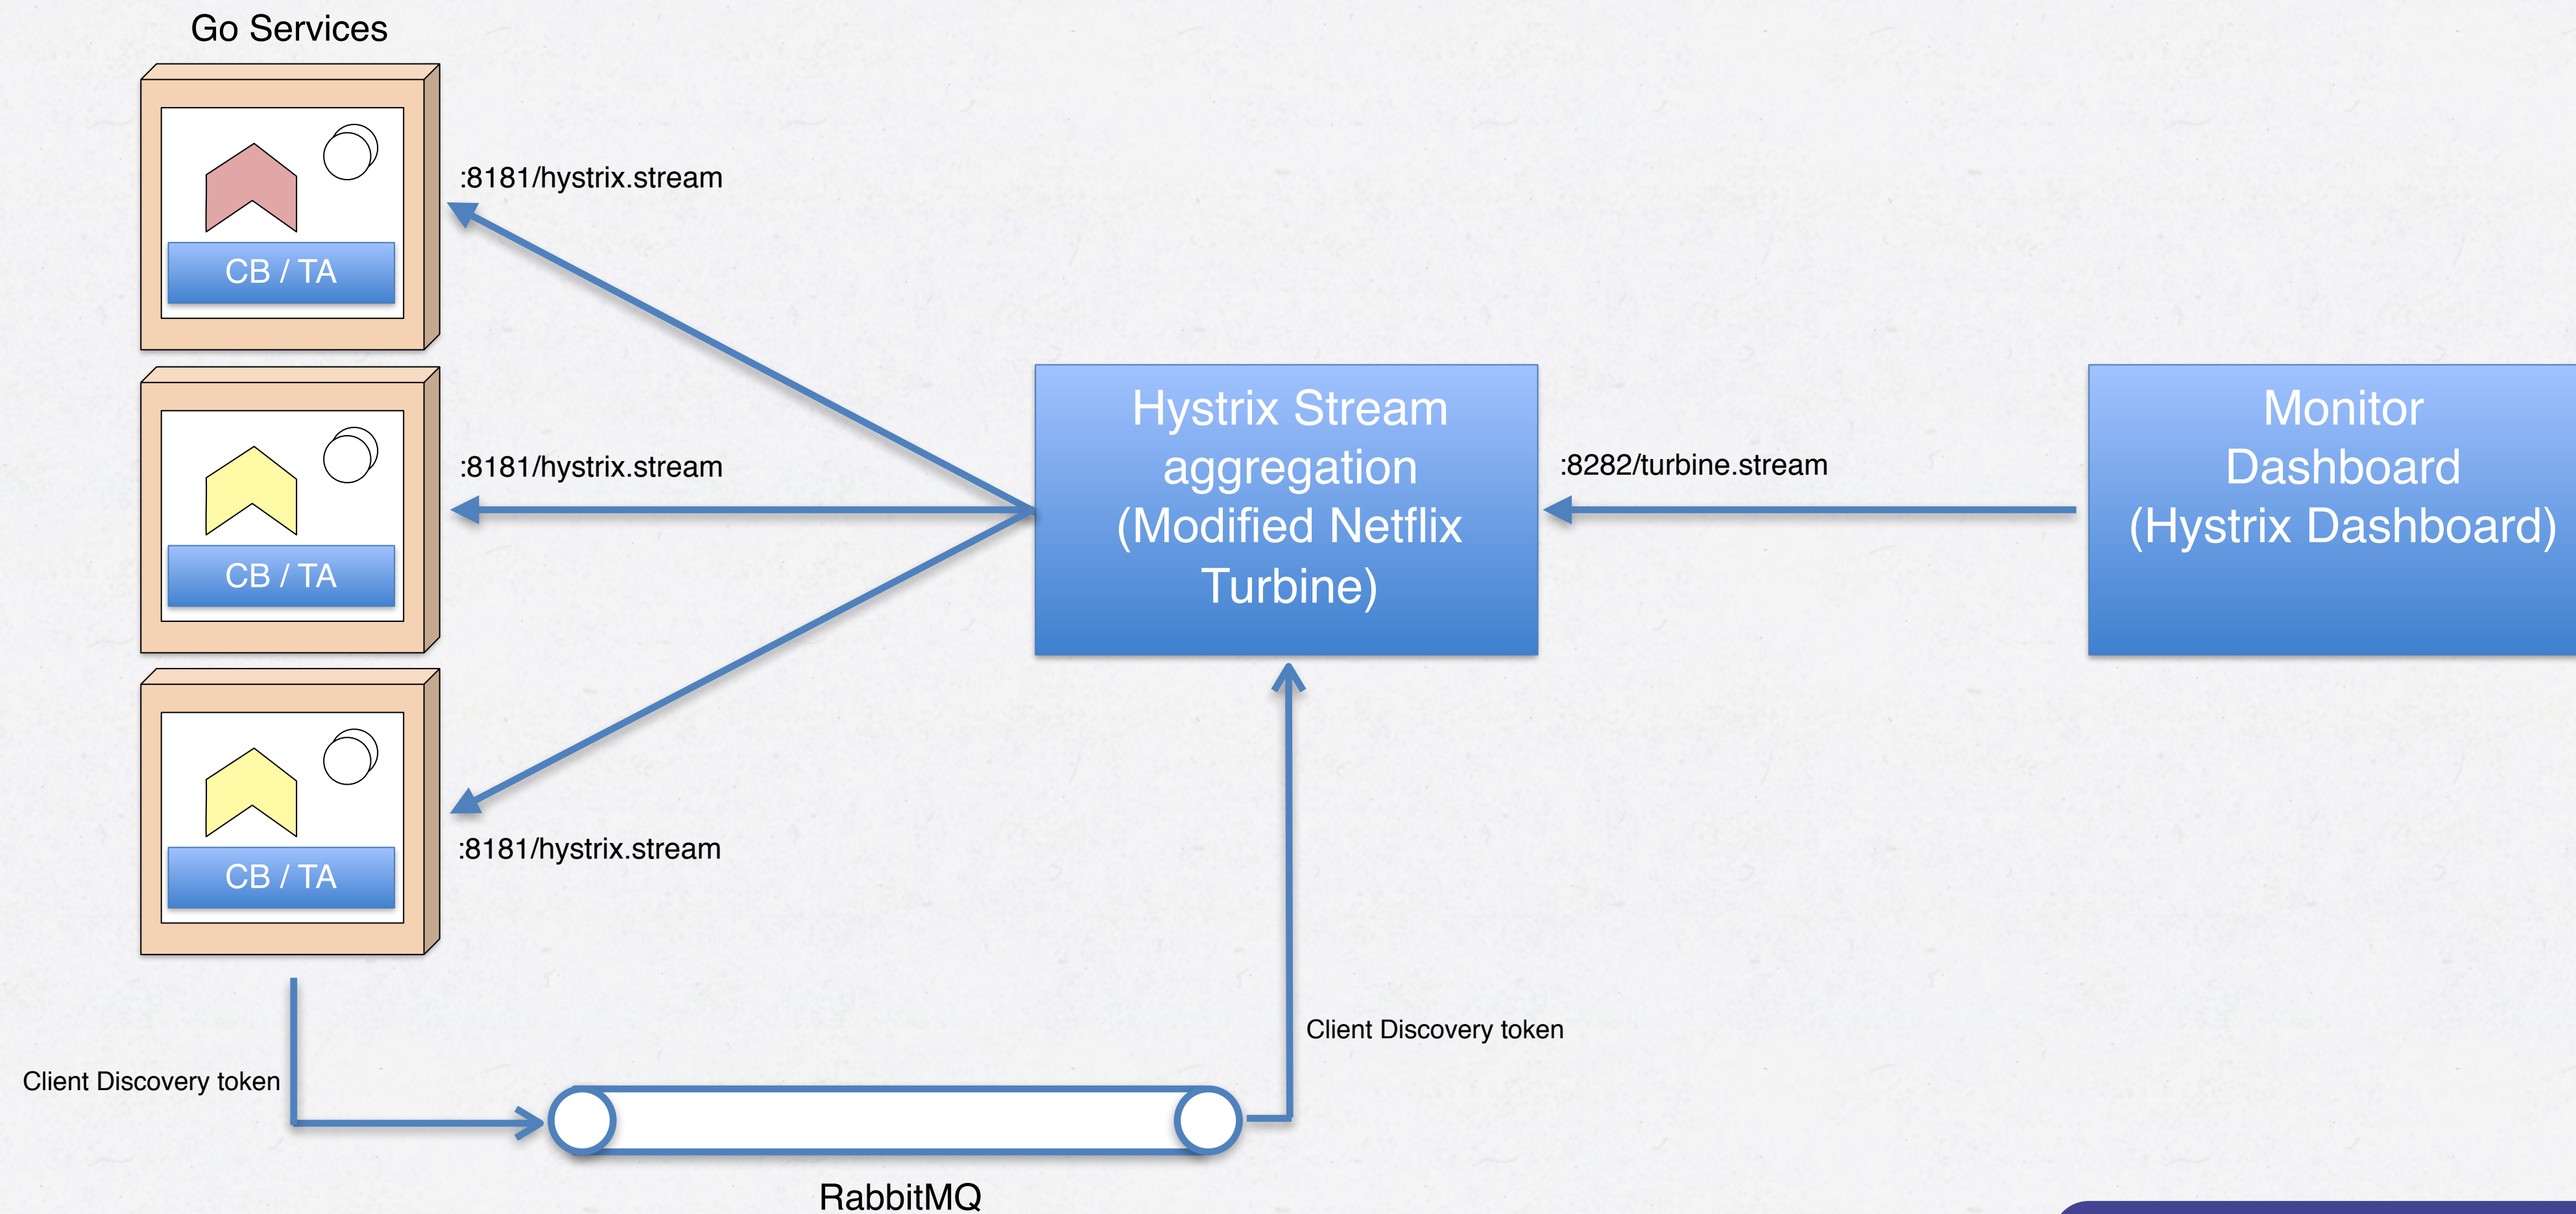 Go Services
:8181/hystrix.stream
CB / TA
:8181/hystrix.stream
CB / TA
:8181/hystrix.stream
CB / TA
Hystrix Stream
aggregation
(Modified Netflix
Turbine)
:8282/turbine.stream
Monitor
Dashboard
(Hystrix Dashboard)
Client Discovery token
Client Discovery token
RabbitMQ